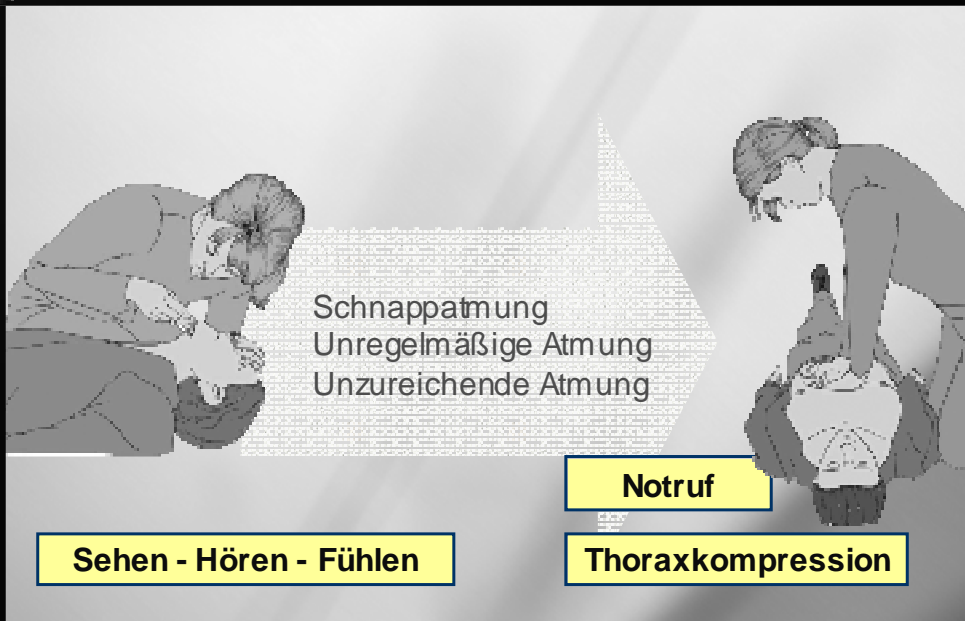 Schnappatmung
Unregelmäßige Atmung
Unzureichende Atmung
Notruf
Sehen - Hören - Fühlen
Thoraxkompression